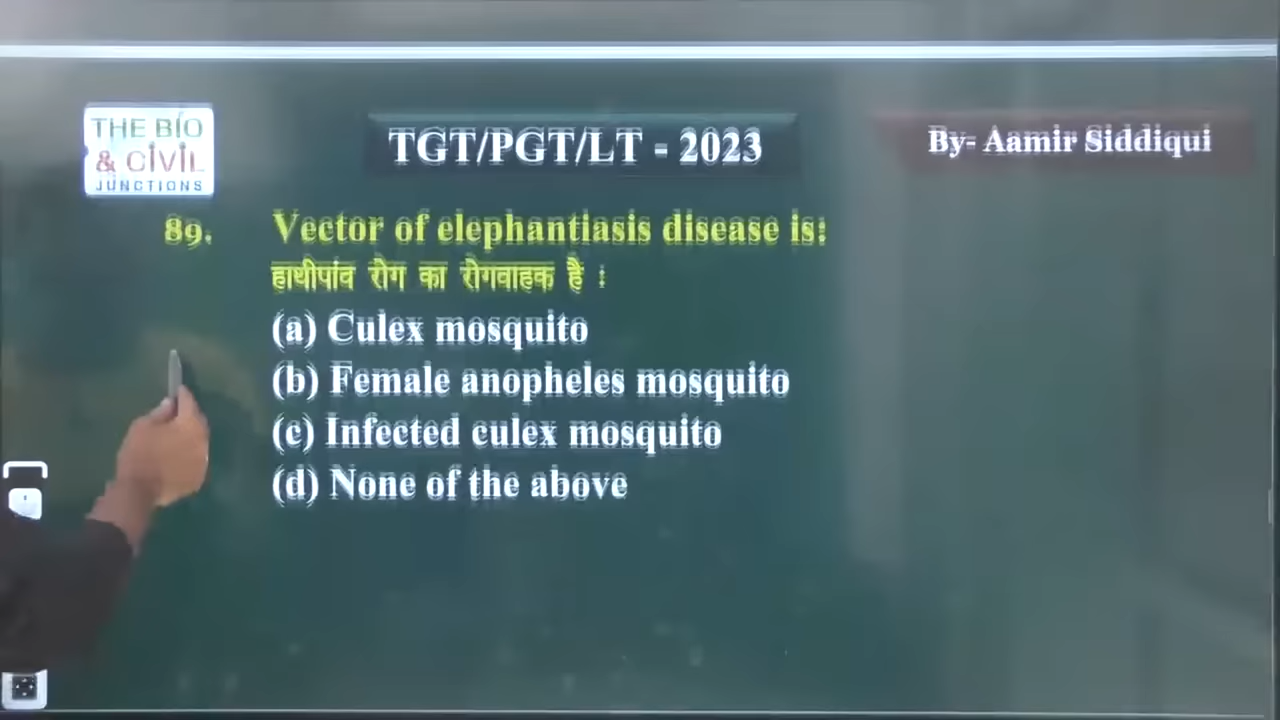 THE BIO
& CIVIL
JUNCTIONS
TGT/PGT/LT - 2023
By- Aamir Siddiqui
89. Vector of elephantiasis disease is:
हाथीपांव रोग का रोगवाहक है :
(a) Culex mosquito
(b) Female anopheles mosquito
(c) Infected culex mosquito
(d) None of the above